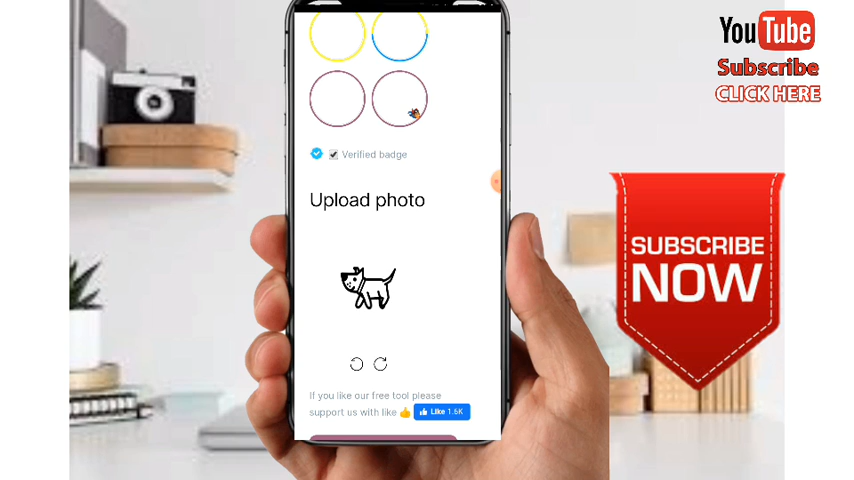 YouTube
Subscribe
CLICK HERE
Verified badge
Upload photo
SUBSCRIBE
NOW
If you like our free tool please
support us with like 👍 Like 1.5K